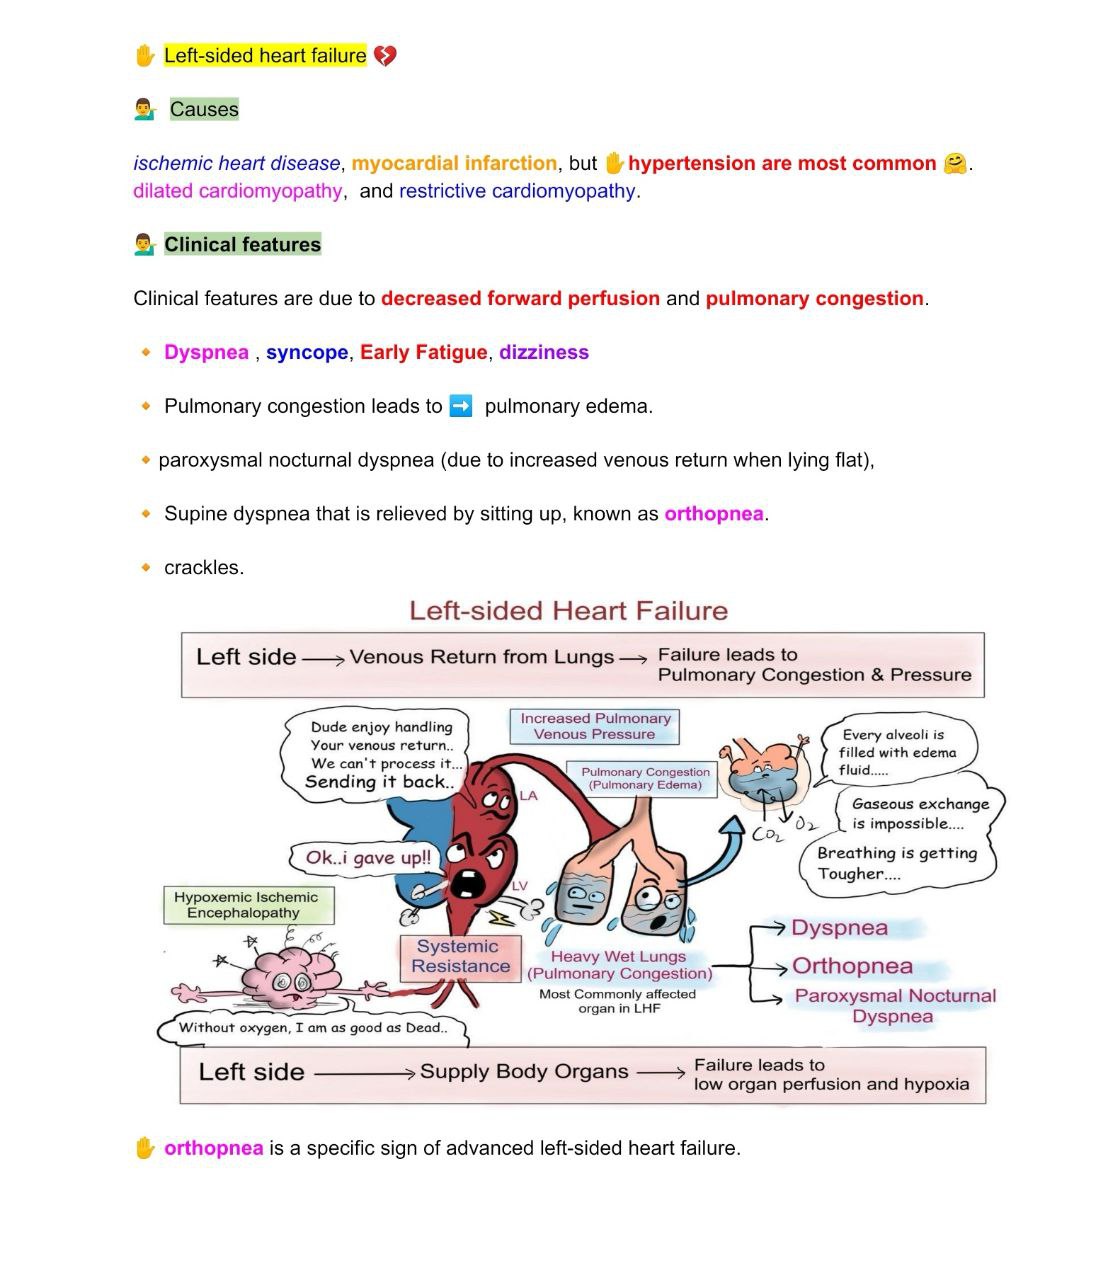 ✋ Left-sided heart failure 💔
💁‍♂️ Causes
ischemic heart disease, myocardial infarction, but ✋hypertension are most common 🤗.
dilated cardiomyopathy,  and restrictive cardiomyopathy.
💁‍♂️ Clinical features
Clinical features are due to decreased forward perfusion and pulmonary congestion.
🔸 Dyspnea , syncope, Early Fatigue, dizziness
🔸 Pulmonary congestion leads to ➡️ pulmonary edema.
🔸paroxysmal nocturnal dyspnea (due to increased venous return when lying flat),
🔸 Supine dyspnea that is relieved by sitting up, known as orthopnea.
🔸 crackles.
Left-sided Heart Failure
Left side → Venous Return from Lungs → Failure leads to
Pulmonary Congestion & Pressure
Dude enjoy handling
Your venous return..
We can't process it...
Sending it back..
Increased Pulmonary
Venous Pressure
Pulmonary Congestion
(Pulmonary Edema)
Every alveoli is
filled with edema
fluid.....
Gaseous exchange
is impossible....
Breathing is getting
Tougher....
CO2
O2
LA
Ok..i gave up!!
LV
Hypoxemic Ischemic
Encephalopathy
Systemic
Resistance
Heavy Wet Lungs
(Pulmonary Congestion)
Most Commonly affected
organ in LHF
Dyspnea
Orthopnea
Paroxysmal Nocturnal
Dyspnea
Without oxygen, I am as good as Dead..
Left side → Supply Body Organs → Failure leads to
low organ perfusion and hypoxia
✋ orthopnea is a specific sign of advanced left-sided heart failure.